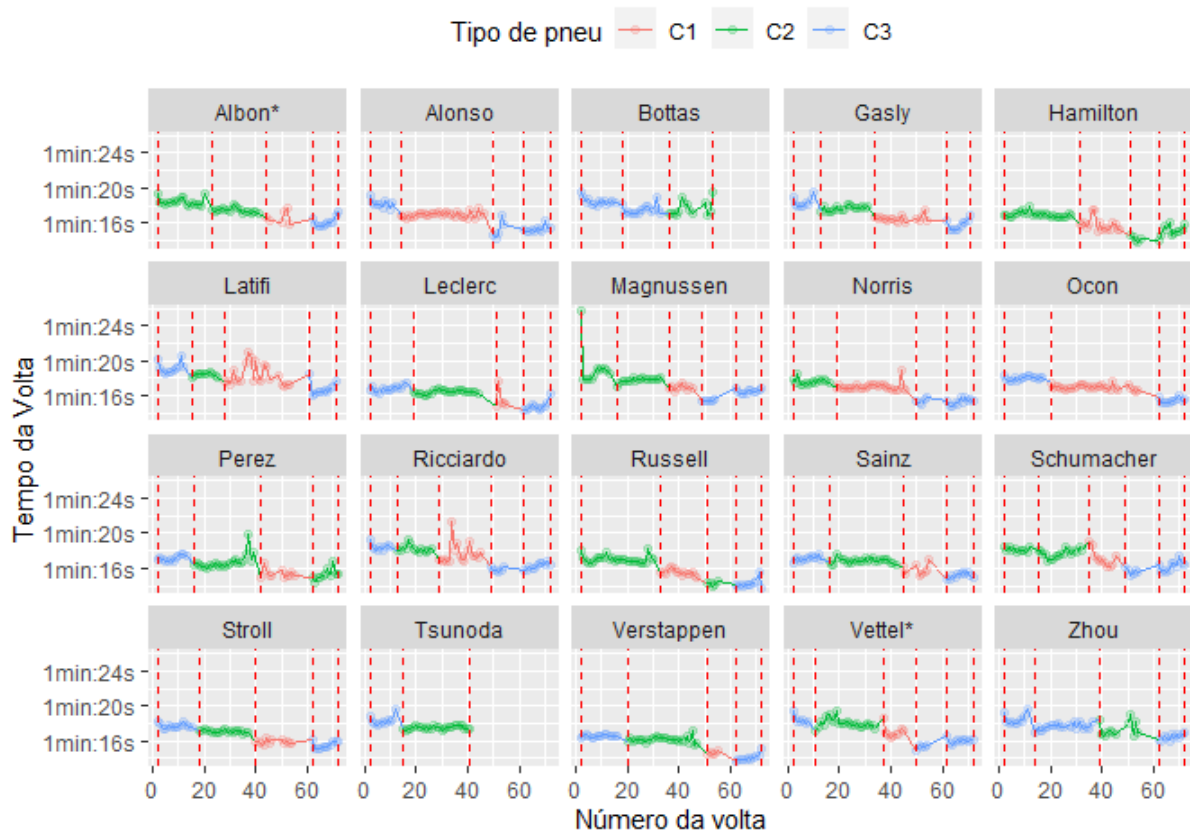 Tipo de pneu C1 C2 C3
Albon* Alonso Bottas Gasly Hamilton
1min:24s
1min:20s
1min:16s
Latifi Leclerc Magnussen Norris Ocon
1min:24s
1min:20s
1min:16s
Perez Ricciardo Russell Sainz Schumacher
1min:24s
1min:20s
1min:16s
Stroll Tsunoda Verstappen Vettel* Zhou
1min:24s
1min:20s
1min:16s
0 20 40 60 0 20 40 60 0 20 40 60 0 20 40 60 0 20 40 60
Número da volta
Tempo da Volta